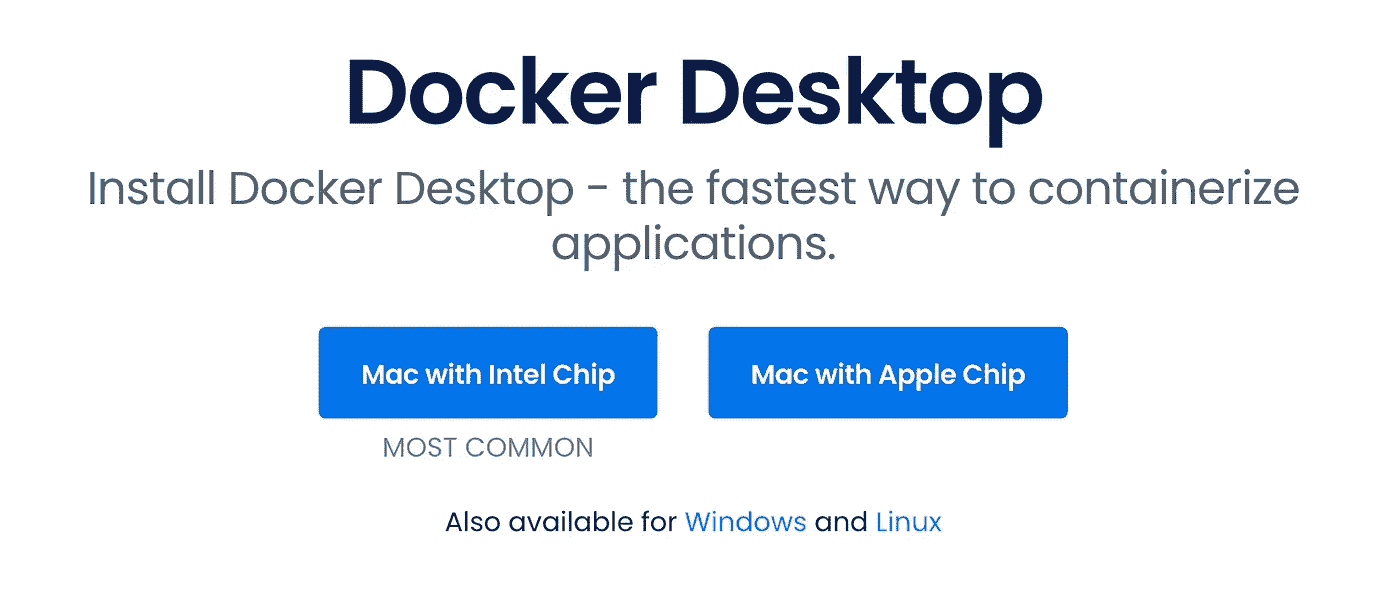 Docker Desktop
Install Docker Desktop - the fastest way to containerize
applications.
Mac with Intel Chip
Mac with Apple Chip
MOST COMMON
Also available for Windows and Linux